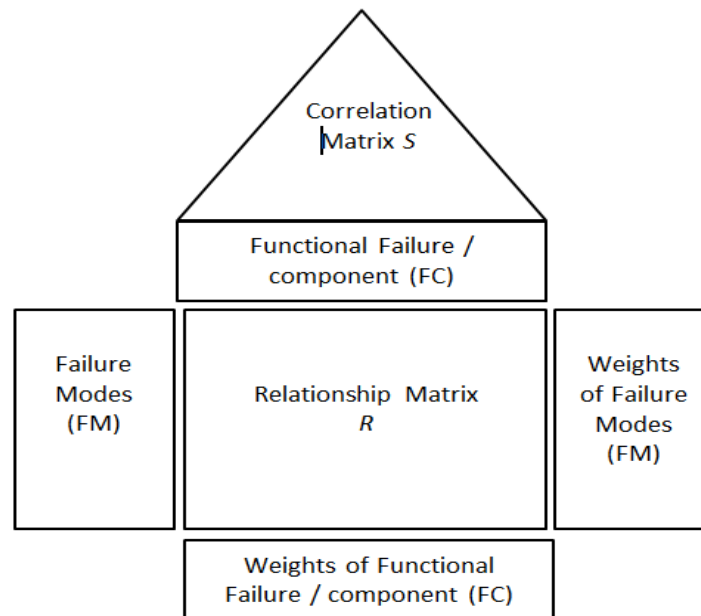 Correlation
Matrix S
Functional Failure /
component (FC)
Failure
Modes
(FM)
Relationship Matrix
R
Weights
of Failure
Modes
(FM)
Weights of Functional
Failure / component (FC)